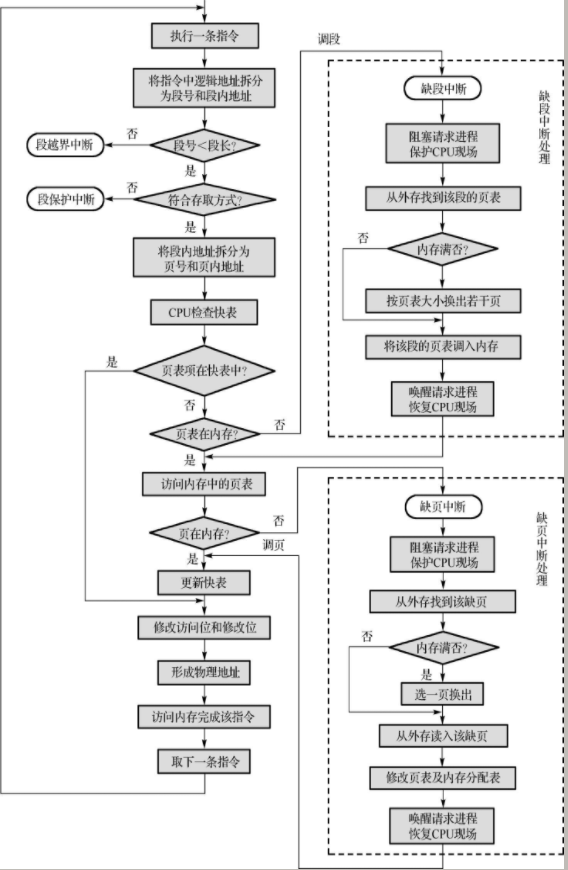 执行一条指令
将指令中逻辑地址拆分
为段号和段内地址
段号<段长?
否
段越界中断
是
符合存取方式?
否
段保护中断
是
将段内地址拆分为
页号和页内地址
CPU检查快表
页表项在快表中?
是
否
页表在内存?
否
调段
是
访问内存中的页表
页在内存?
否
是
调页
更新快表
修改访问位和修改位
形成物理地址
访问内存完成该指令
取下一条指令
缺段中断处理
缺段中断
阻塞请求进程
保护CPU现场
从外存找到该段的页表
内存满否?
否
按页表大小换出若干页
将该段的页表调入内存
唤醒请求进程
恢复CPU现场
缺页中断处理
缺页中断
阻塞请求进程
保护CPU现场
从外存找到该缺页
内存满否?
否
是
选一页换出
从外存读入该缺页
修改页表及内存分配表
唤醒请求进程
恢复CPU现场